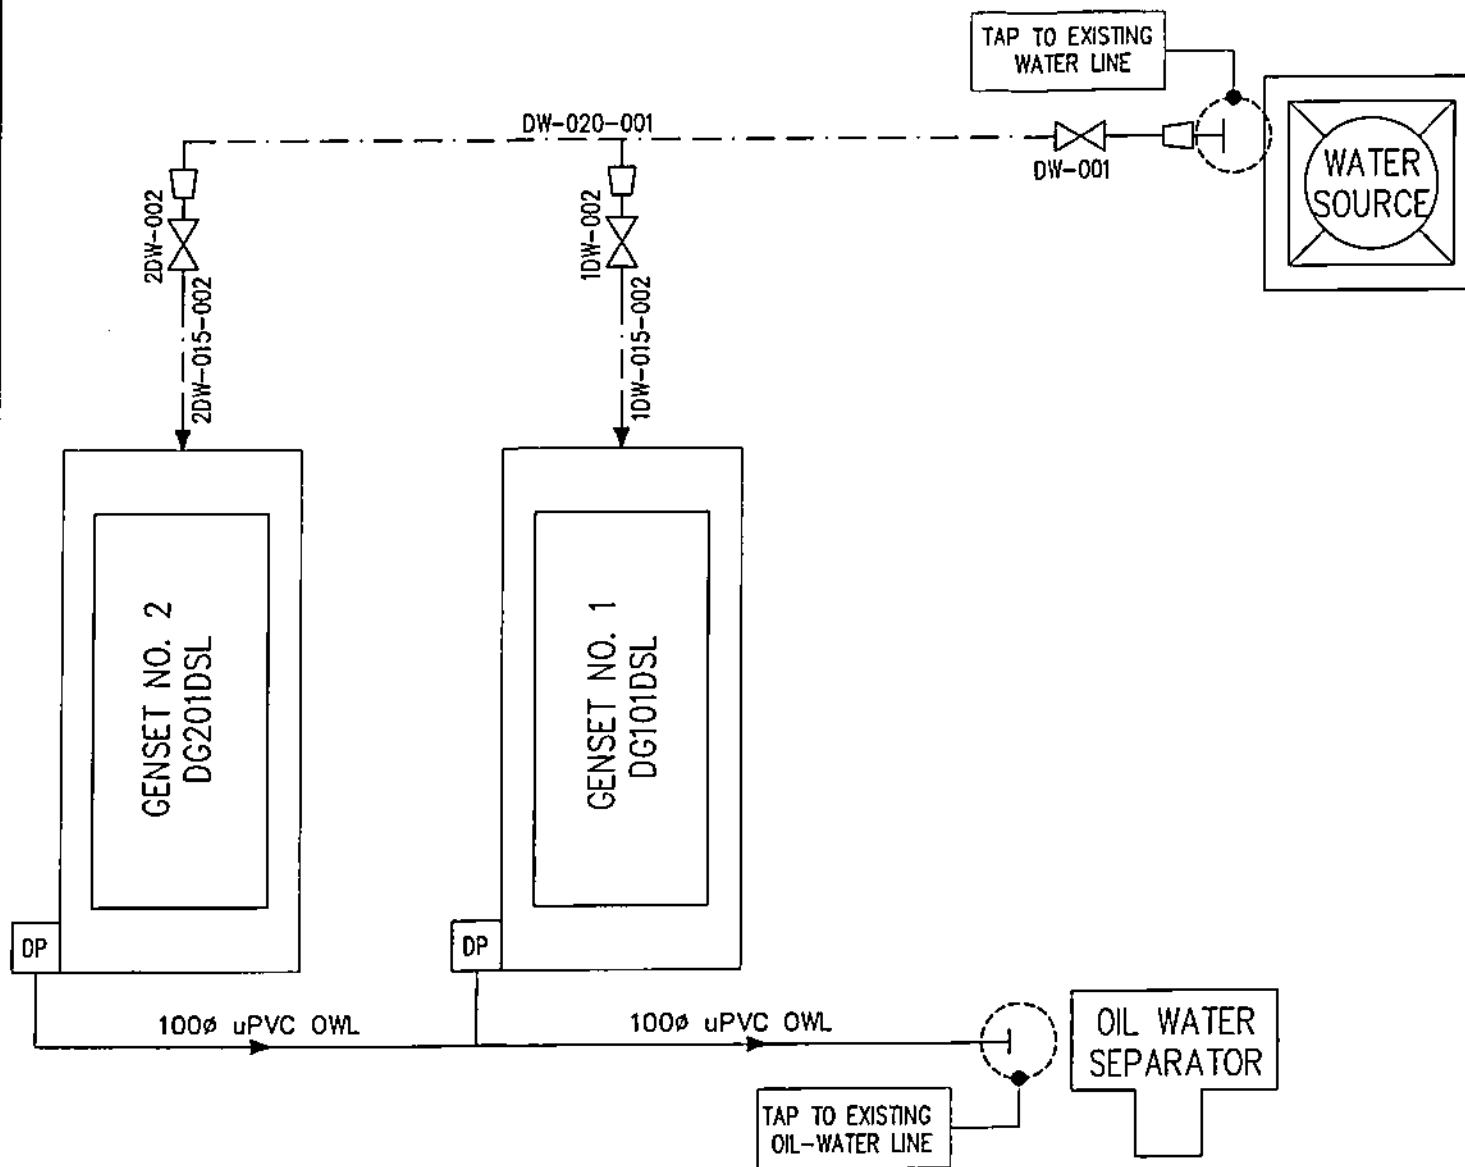 TAP TO EXISTING
WATER LINE
DW-020-001
DW-001
WATER
SOURCE
2DW-002
2DW-015-002
1DW-002
1DW-015-002
GENSET NO. 2
DG201DSL
GENSET NO. 1
DG101DSL
DP
DP
100ø uPVC OWL
100ø uPVC OWL
OIL WATER
SEPARATOR
TAP TO EXISTING
OIL-WATER LINE